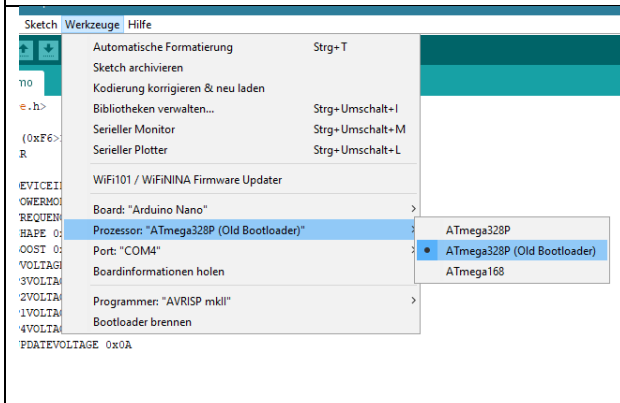 Sketch Werkzeuge Hilfe
Automatische Formatierung Strg+T
Sketch archivieren
Kodierung korrigieren & neu laden
Bibliotheken verwalten... Strg+Umschalt+I
Serieller Monitor Strg+Umschalt+M
Serieller Plotter Strg+Umschalt+L
WiFi101 / WiFiNINA Firmware Updater
Board: "Arduino Nano"
Prozessor: "ATmega328P (Old Bootloader)"
Port: "COM4"
Boardinformationen holen
Programmer: "AVRISP mkII"
Bootloader brennen
ATmega328P
ATmega328P (Old Bootloader)
ATmega168
mo
e.h>
(0xF6>
R
EVICEI
OWERMO
REQUEN
HAPE 0
OOST 0
VOLTAG
3VOLTA
2VOLTA
1VOLTA
4VOLTA
PDATEVOLTAGE 0x0A